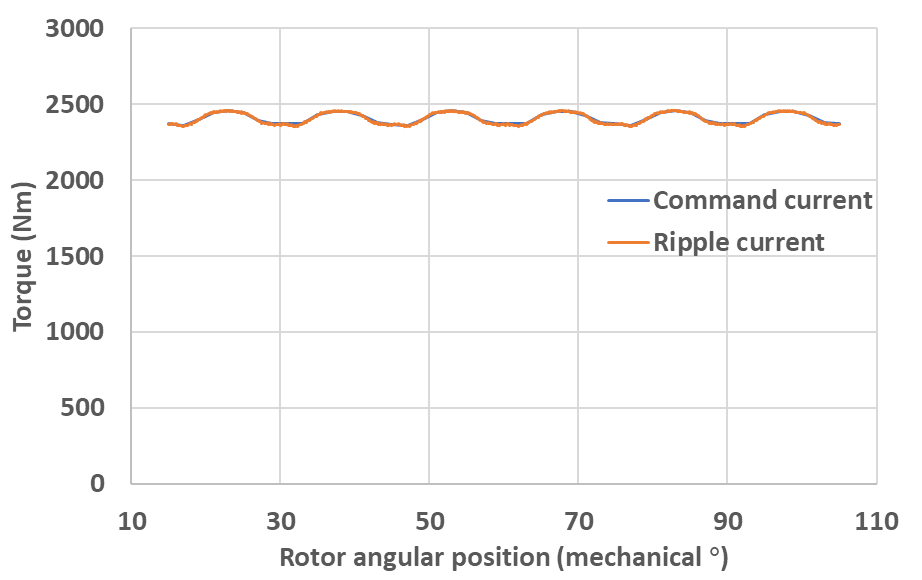 3000
2500
2000
1500
1000
500
0
Torque (Nm)
Command current
Ripple current
10 30 50 70 90 110
Rotor angular position (mechanical °)